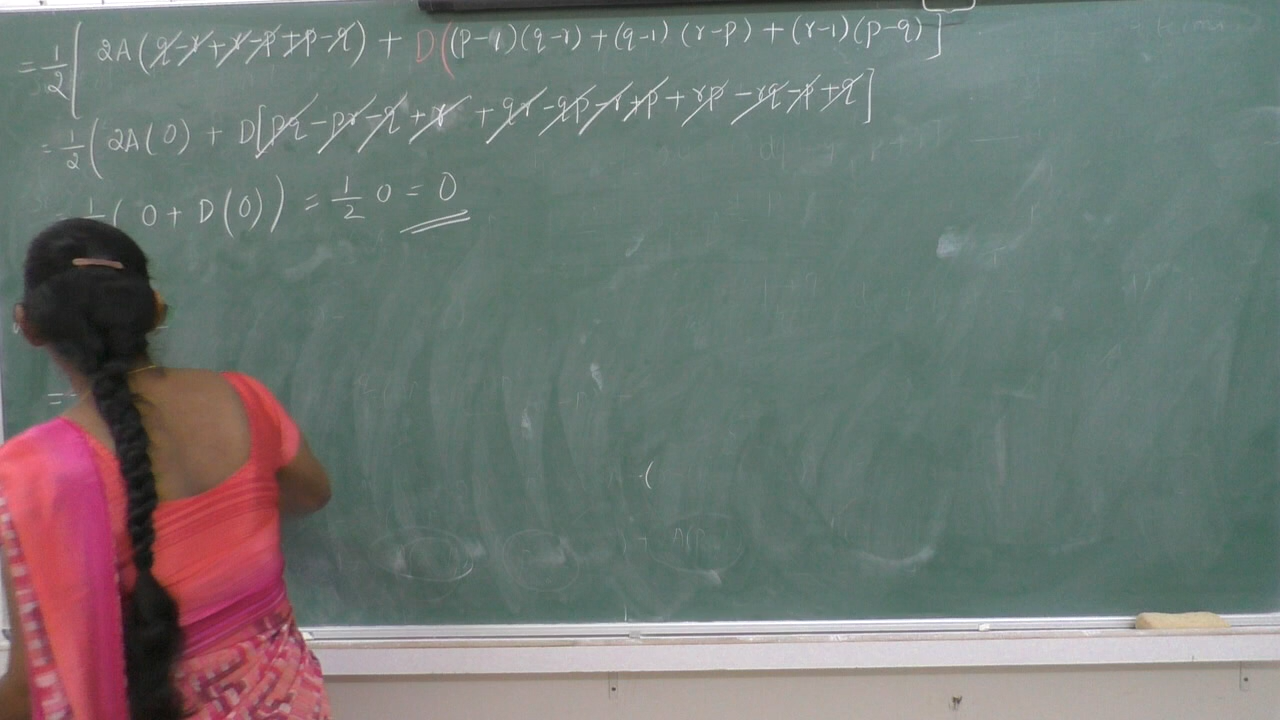 = 1/2 [ 2A (q-r+r-p+p-q) + D((p-1)(q-r) + (q-1) (r-p) + (r-1)(p-q) ]
= 1/2 ( 2A(0) + D[pq - pr - q + r + qr - qp - r + p + rp - rq - p + q ]
= 1/2 ( 0 + D(0) ) = 1/2 0 = 0
=
(